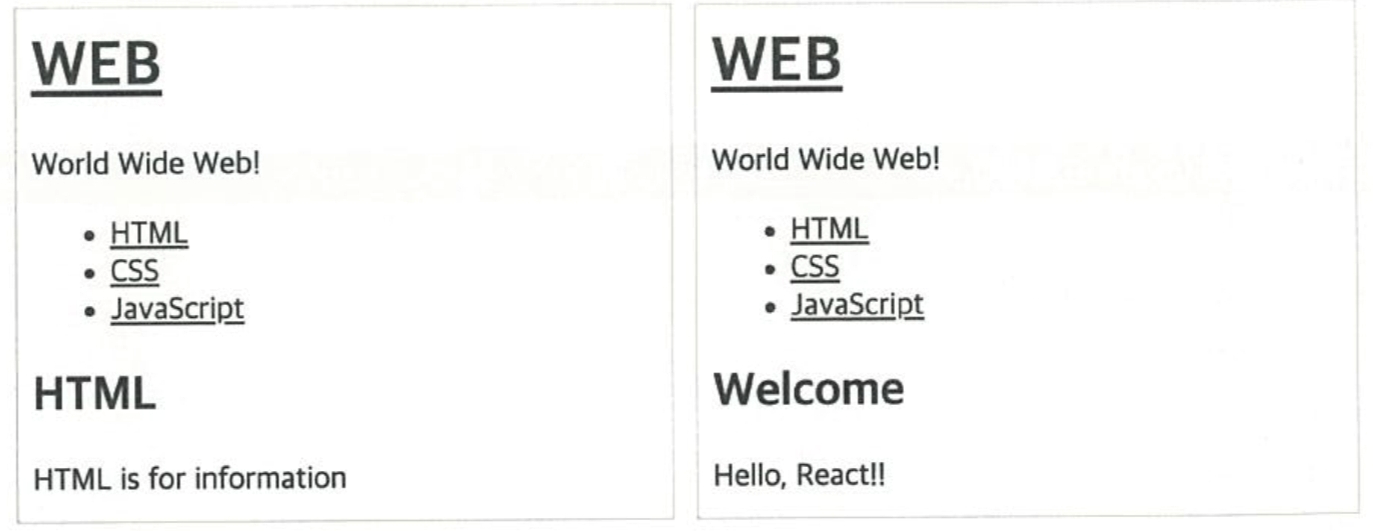 WEB
World Wide Web!
• HTML
• CSS
• JavaScript
HTML
HTML is for information
WEB
World Wide Web!
• HTML
• CSS
• JavaScript
Welcome
Hello, React!!